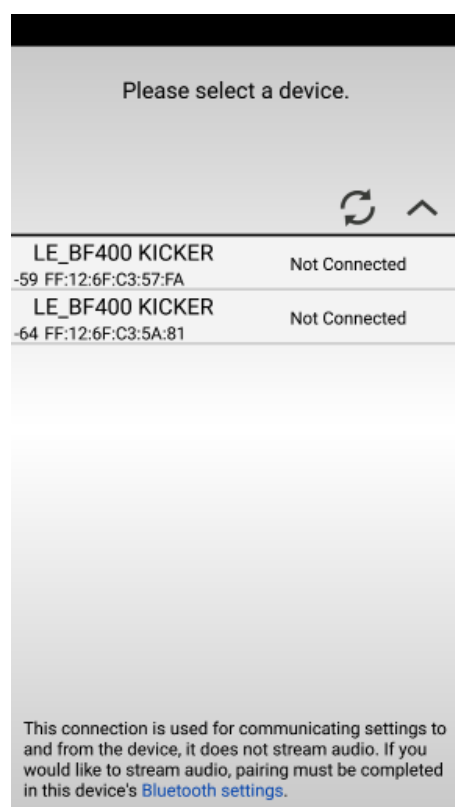 Please select a device.
LE_BF400 KICKER
Not Connected
-59 FF:12:6F:C3:57:FA
LE_BF400 KICKER
Not Connected
-64 FF:12:6F:C3:5A:81
This connection is used for communicating settings to
and from the device, it does not stream audio. If you
would like to stream audio, pairing must be completed
in this device's Bluetooth settings.